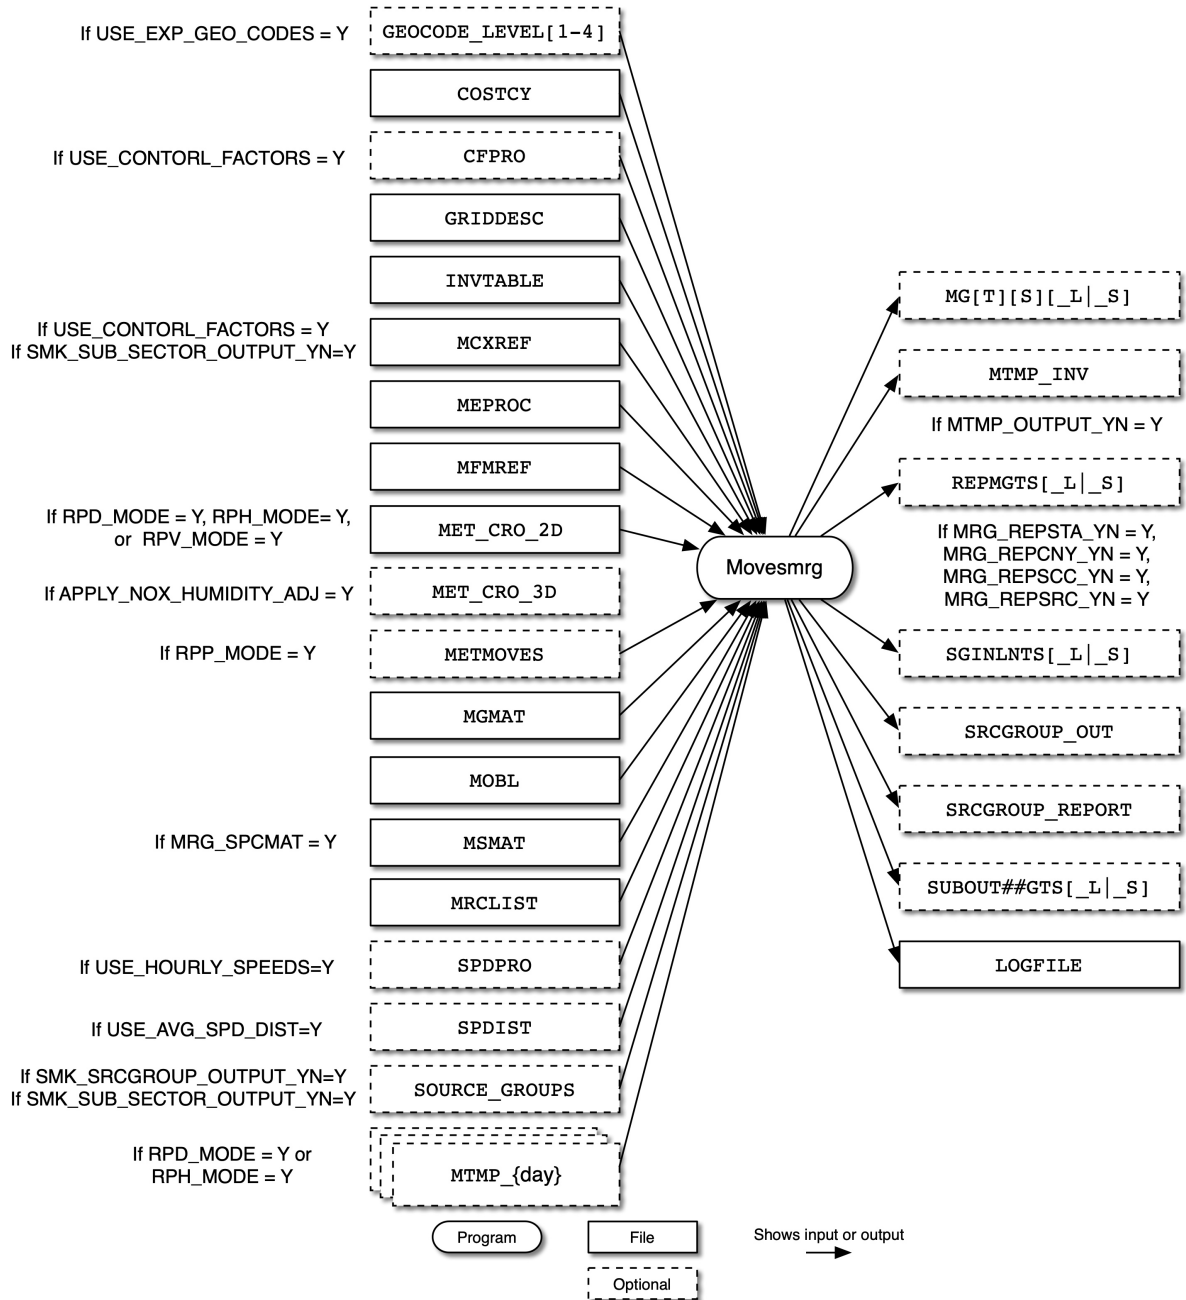 If USE_EXP_GEO_CODES = Y
GEOCODE_LEVEL[1-4]
COSTCY
If USE_CONTORL_FACTORS = Y
CFPRO
GRIDDESC
INVTABLE
If USE_CONTORL_FACTORS = Y
If SMK_SUB_SECTOR_OUTPUT_YN=Y
MCXREF
MEPROC
MFMREF
If RPD_MODE = Y, RPH_MODE= Y,
or RPV_MODE = Y
MET_CRO_2D
If APPLY_NOX_HUMIDITY_ADJ = Y
MET_CRO_3D
If RPP_MODE = Y
METMOVES
MGMAT
MOBL
If MRG_SPCMAT = Y
MSMAT
MRCLIST
If USE_HOURLY_SPEEDS=Y
SPDPRO
If USE_AVG_SPD_DIST=Y
SPDIST
If SMK_SRCGROUP_OUTPUT_YN=Y
If SMK_SUB_SECTOR_OUTPUT_YN=Y
SOURCE_GROUPS
If RPD_MODE = Y or
RPH_MODE = Y
MTMP_{day}
Movesmrg
MG[T][S][_L|_S]
MTMP_INV
If MTMP_OUTPUT_YN = Y
REPMGTS[_L|_S]
If MRG_REPSTA_YN = Y,
MRG_REPCNY_YN = Y,
MRG_REPSCC_YN = Y,
MRG_REPSRC_YN = Y
SGINLNTS[_L|_S]
SRCGROUP_OUT
SRCGROUP_REPORT
SUBOUT##GTS[_L|_S]
LOGFILE
Program
File
Shows input or output
Optional